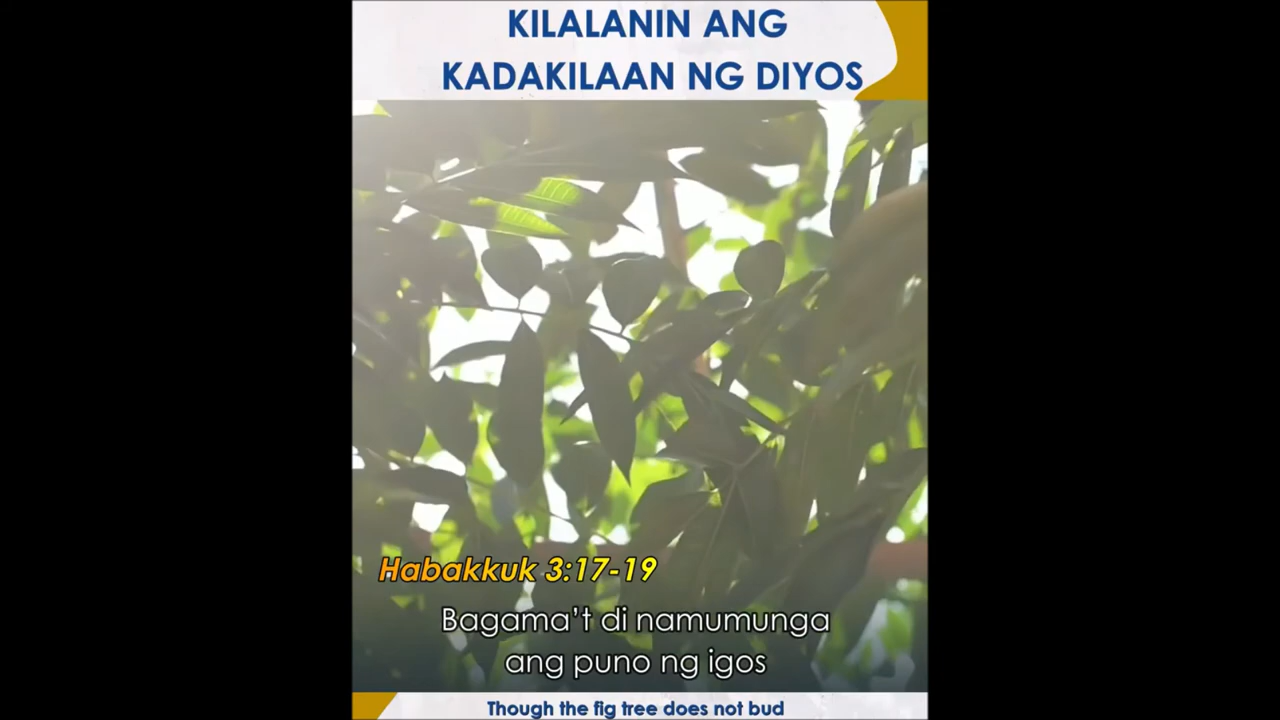 KILALANIN ANG
KADAKILAAN NG DIYOS
Habakkuk 3:17-19
Bagama't di namumunga
ang puno ng igos
Though the fig tree does not bud